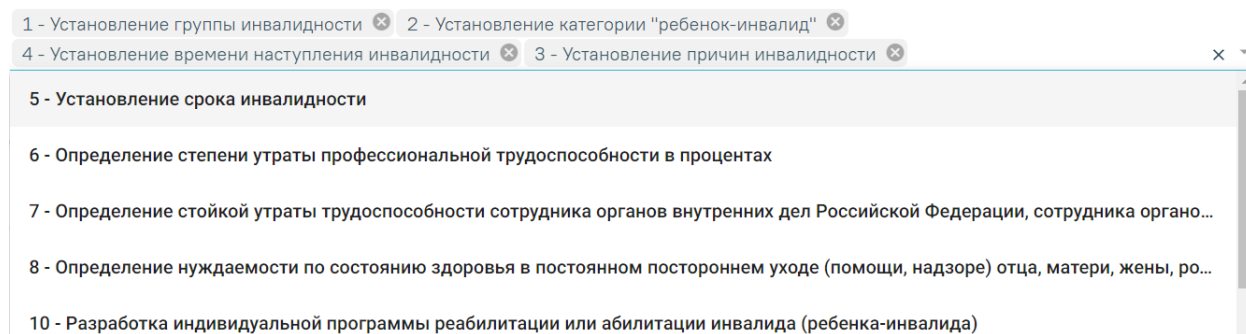 1 - Установление группы инвалидности 2 - Установление категории "ребенок-инвалид"
4 - Установление времени наступления инвалидности 3 - Установление причин инвалидности
5 - Установление срока инвалидности
6 - Определение степени утраты профессиональной трудоспособности в процентах
7 - Определение стойкой утраты трудоспособности сотрудника органов внутренних дел Российской Федерации, сотрудника органо...
8 - Определение нуждаемости по состоянию здоровья в постоянном постороннем уходе (помощи, надзоре) отца, матери, жены, ро...
10 - Разработка индивидуальной программы реабилитации или абилитации инвалида (ребенка-инвалида)